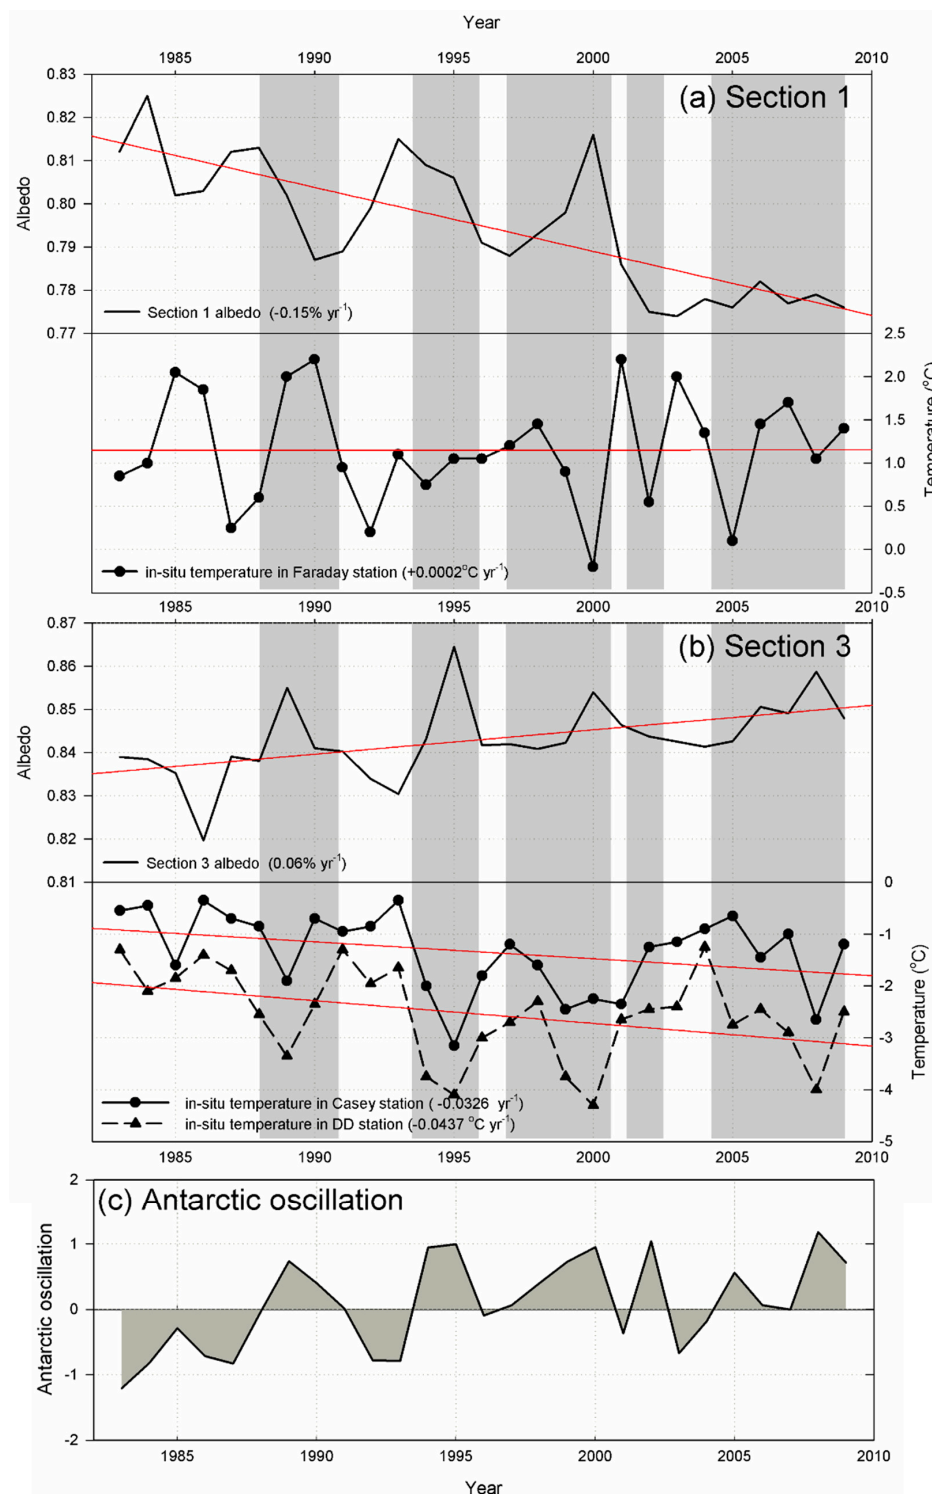 Year
1985 1990 1995 2000 2005 2010
0.83
(a) Section 1
0.82
0.81
0.80
Albedo
0.79
0.78
Section 1 albedo (-0.15% yr⁻¹)
0.77
2.5
2.0
1.5
1.0
Temperature (°C)
0.5
0.0
in-situ temperature in Faraday station (+0.0002°C yr⁻¹)
-0.5
1985 1990 1995 2000 2005 2010
0.87
(b) Section 3
0.86
0.85
0.84
Albedo
0.83
0.82
Section 3 albedo (0.06% yr⁻¹)
0.81
0
-1
-2
Temperature (°C)
-3
-4
in-situ temperature in Casey station ( -0.0326 yr⁻¹)
in-situ temperature in DD station (-0.0437 °C yr⁻¹)
-5
1985 1990 1995 2000 2005 2010
2
(c) Antarctic oscillation
1
0
Antarctic oscillation
-1
-2
1985 1990 1995 2000 2005 2010
Year